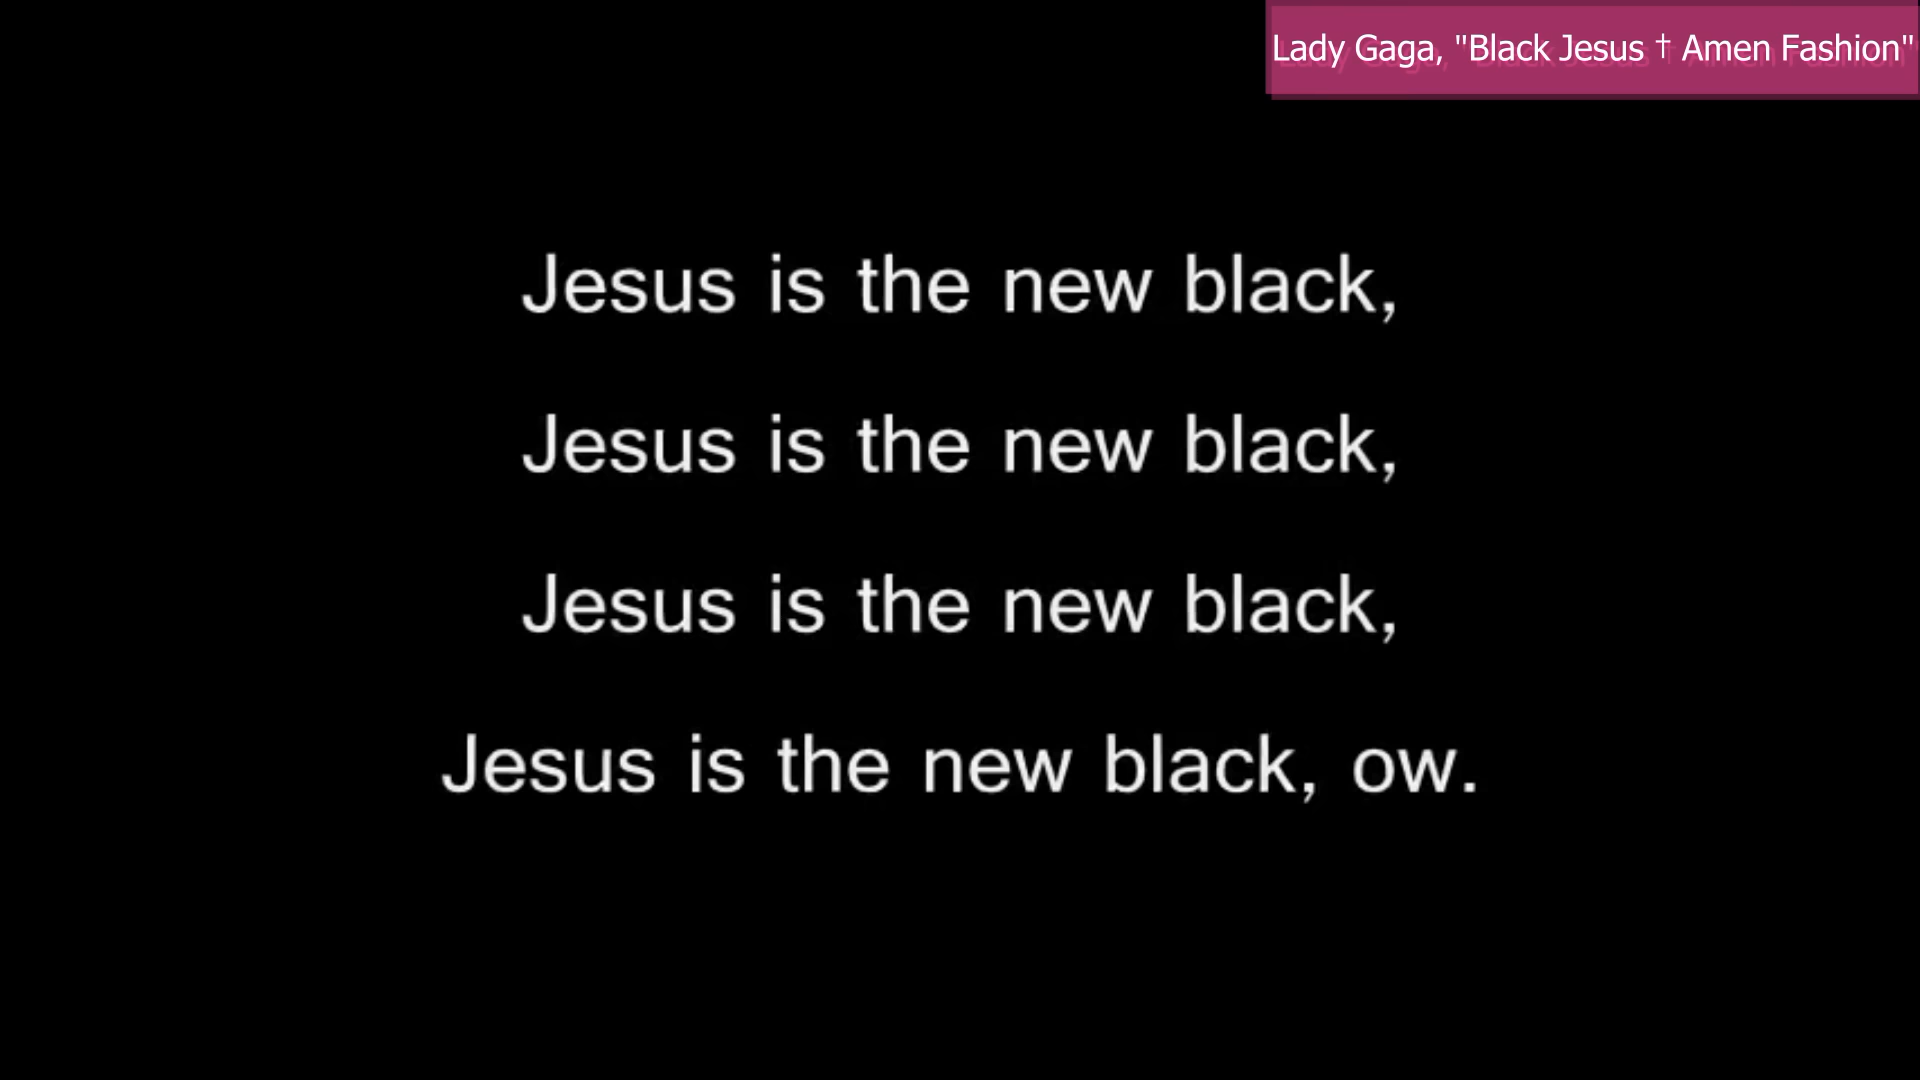 Lady Gaga, "Black Jesus † Amen Fashion"
Jesus is the new black,
Jesus is the new black,
Jesus is the new black,
Jesus is the new black, ow.